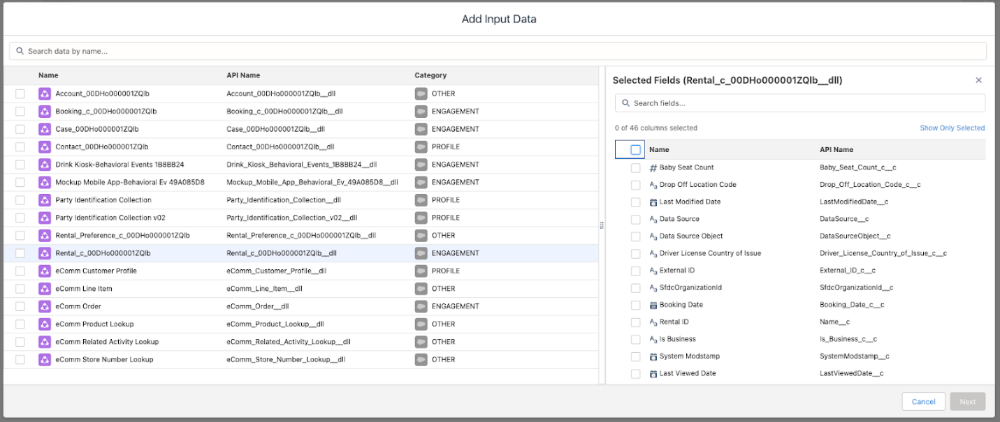 Add Input Data
Search data by name...
Name API Name Category
Account_00DHo000001ZQlb Account_00DHo000001ZQlb__dll OTHER
Booking_c_00DHo000001ZQlb Booking_c_00DHo000001ZQlb__dll ENGAGEMENT
Case_00DHo000001ZQlb Case_00DHo000001ZQlb__dll ENGAGEMENT
Contact_00DHo000001ZQlb Contact_00DHo000001ZQlb__dll PROFILE
Drink Kiosk-Behavioral Events 1B8BB24 Drink_Kiosk_Behavioral_Events_1B8BB24__dll ENGAGEMENT
Mockup Mobile App-Behavioral Ev 49A085D8 Mockup_Mobile_App_Behavioral_Ev_49A085D8__dll ENGAGEMENT
Party Identification Collection Party_Identification_Collection__dll PROFILE
Party Identification Collection v02 Party_Identification_Collection_v02__dll PROFILE
Rental_Preference_c_00DHo000001ZQlb Rental_Preference_c_00DHo000001ZQlb__dll OTHER
Rental_c_00DHo000001ZQlb Rental_c_00DHo000001ZQlb__dll ENGAGEMENT
eComm Customer Profile eComm_Customer_Profile__dll PROFILE
eComm Line Item eComm_Line_Item__dll OTHER
eComm Order eComm_Order__dll ENGAGEMENT
eComm Product Lookup eComm_Product_Lookup__dll OTHER
eComm Related Activity Lookup eComm_Related_Activity_Lookup__dll OTHER
eComm Store Number Lookup eComm_Store_Number_Lookup__dll OTHER
Selected Fields (Rental_c_00DHo000001ZQlb__dll)
Search fields...
0 of 46 columns selected Show Only Selected
Name API Name
Baby Seat Count Baby_Seat_Count_c__c
Drop Off Location Code Drop_Off_Location_Code_c__c
Last Modified Date LastModifiedDate__c
Data Source DataSource__c
Data Source Object DataSourceObject__c
Driver License Country of Issue Driver_License_Country_of_Issue_c__c
External ID External_ID_c__c
SfdcOrganizationId SfdcOrganizationId__c
Booking Date Booking_Date_c__c
Rental ID Name__c
Is Business Is_Business_c__c
System Modstamp SystemModstamp__c
Last Viewed Date LastViewedDate__c
Cancel Next